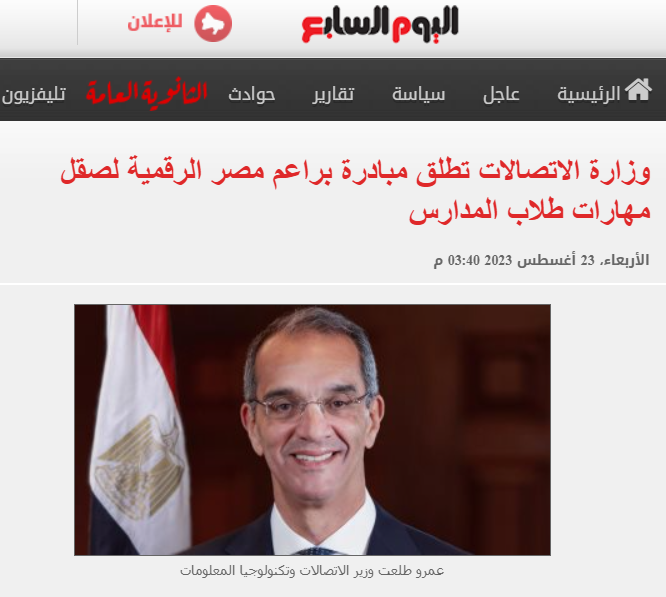 اليوم السابع
للإعلان
الرئيسية عاجل سياسة تقارير حوادث الثانوية العامة تليفزيون
وزارة الاتصالات تطلق مبادرة براعم مصر الرقمية لصقل
مهارات طلاب المدارس
الأربعاء، 23 أغسطس 2023 03:40 م
عمرو طلعت وزير الاتصالات وتكنولوجيا المعلومات